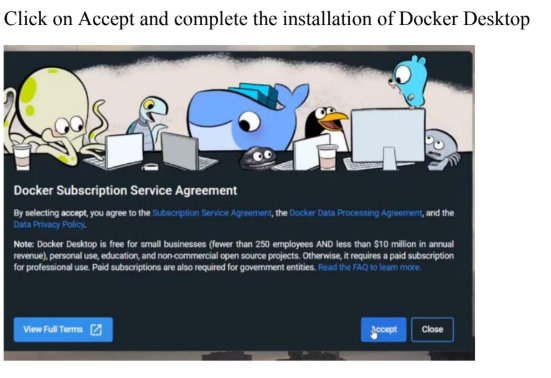 Click on Accept and complete the installation of Docker Desktop
Docker Subscription Service Agreement
By selecting accept, you agree to the Subscription Service Agreement, the Docker Data Processing Agreement, and the
Data Privacy Policy.
Note: Docker Desktop is free for small businesses (fewer than 250 employees AND less than $10 million in annual
revenue), personal use, education, and non-commercial open source projects. Otherwise, it requires a paid subscription
for professional use. Paid subscriptions are also required for government entities. Read the FAQ to learn more.
View Full Terms Accept Close